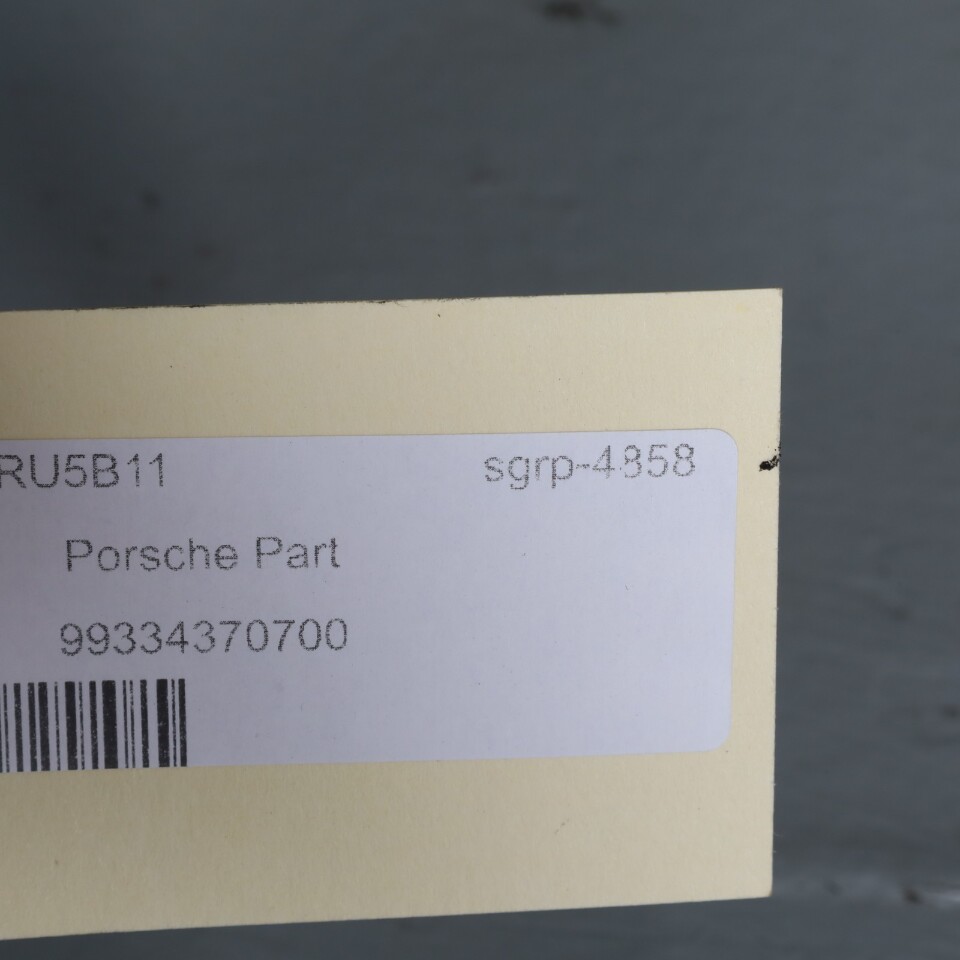 RU5B11 sgrp-4858
Porsche Part
99334370700